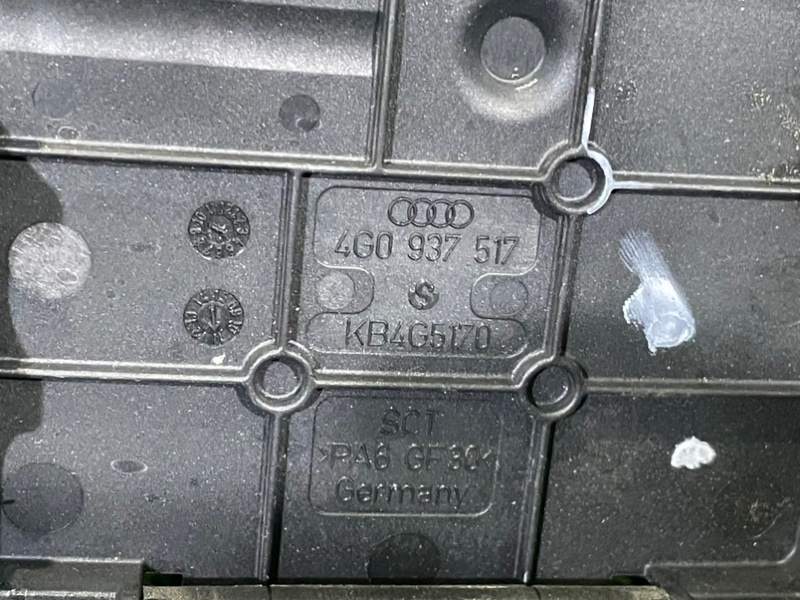 4G0 937 517
S
KB4G5170
SCT
>PA6 GF30<
Germany